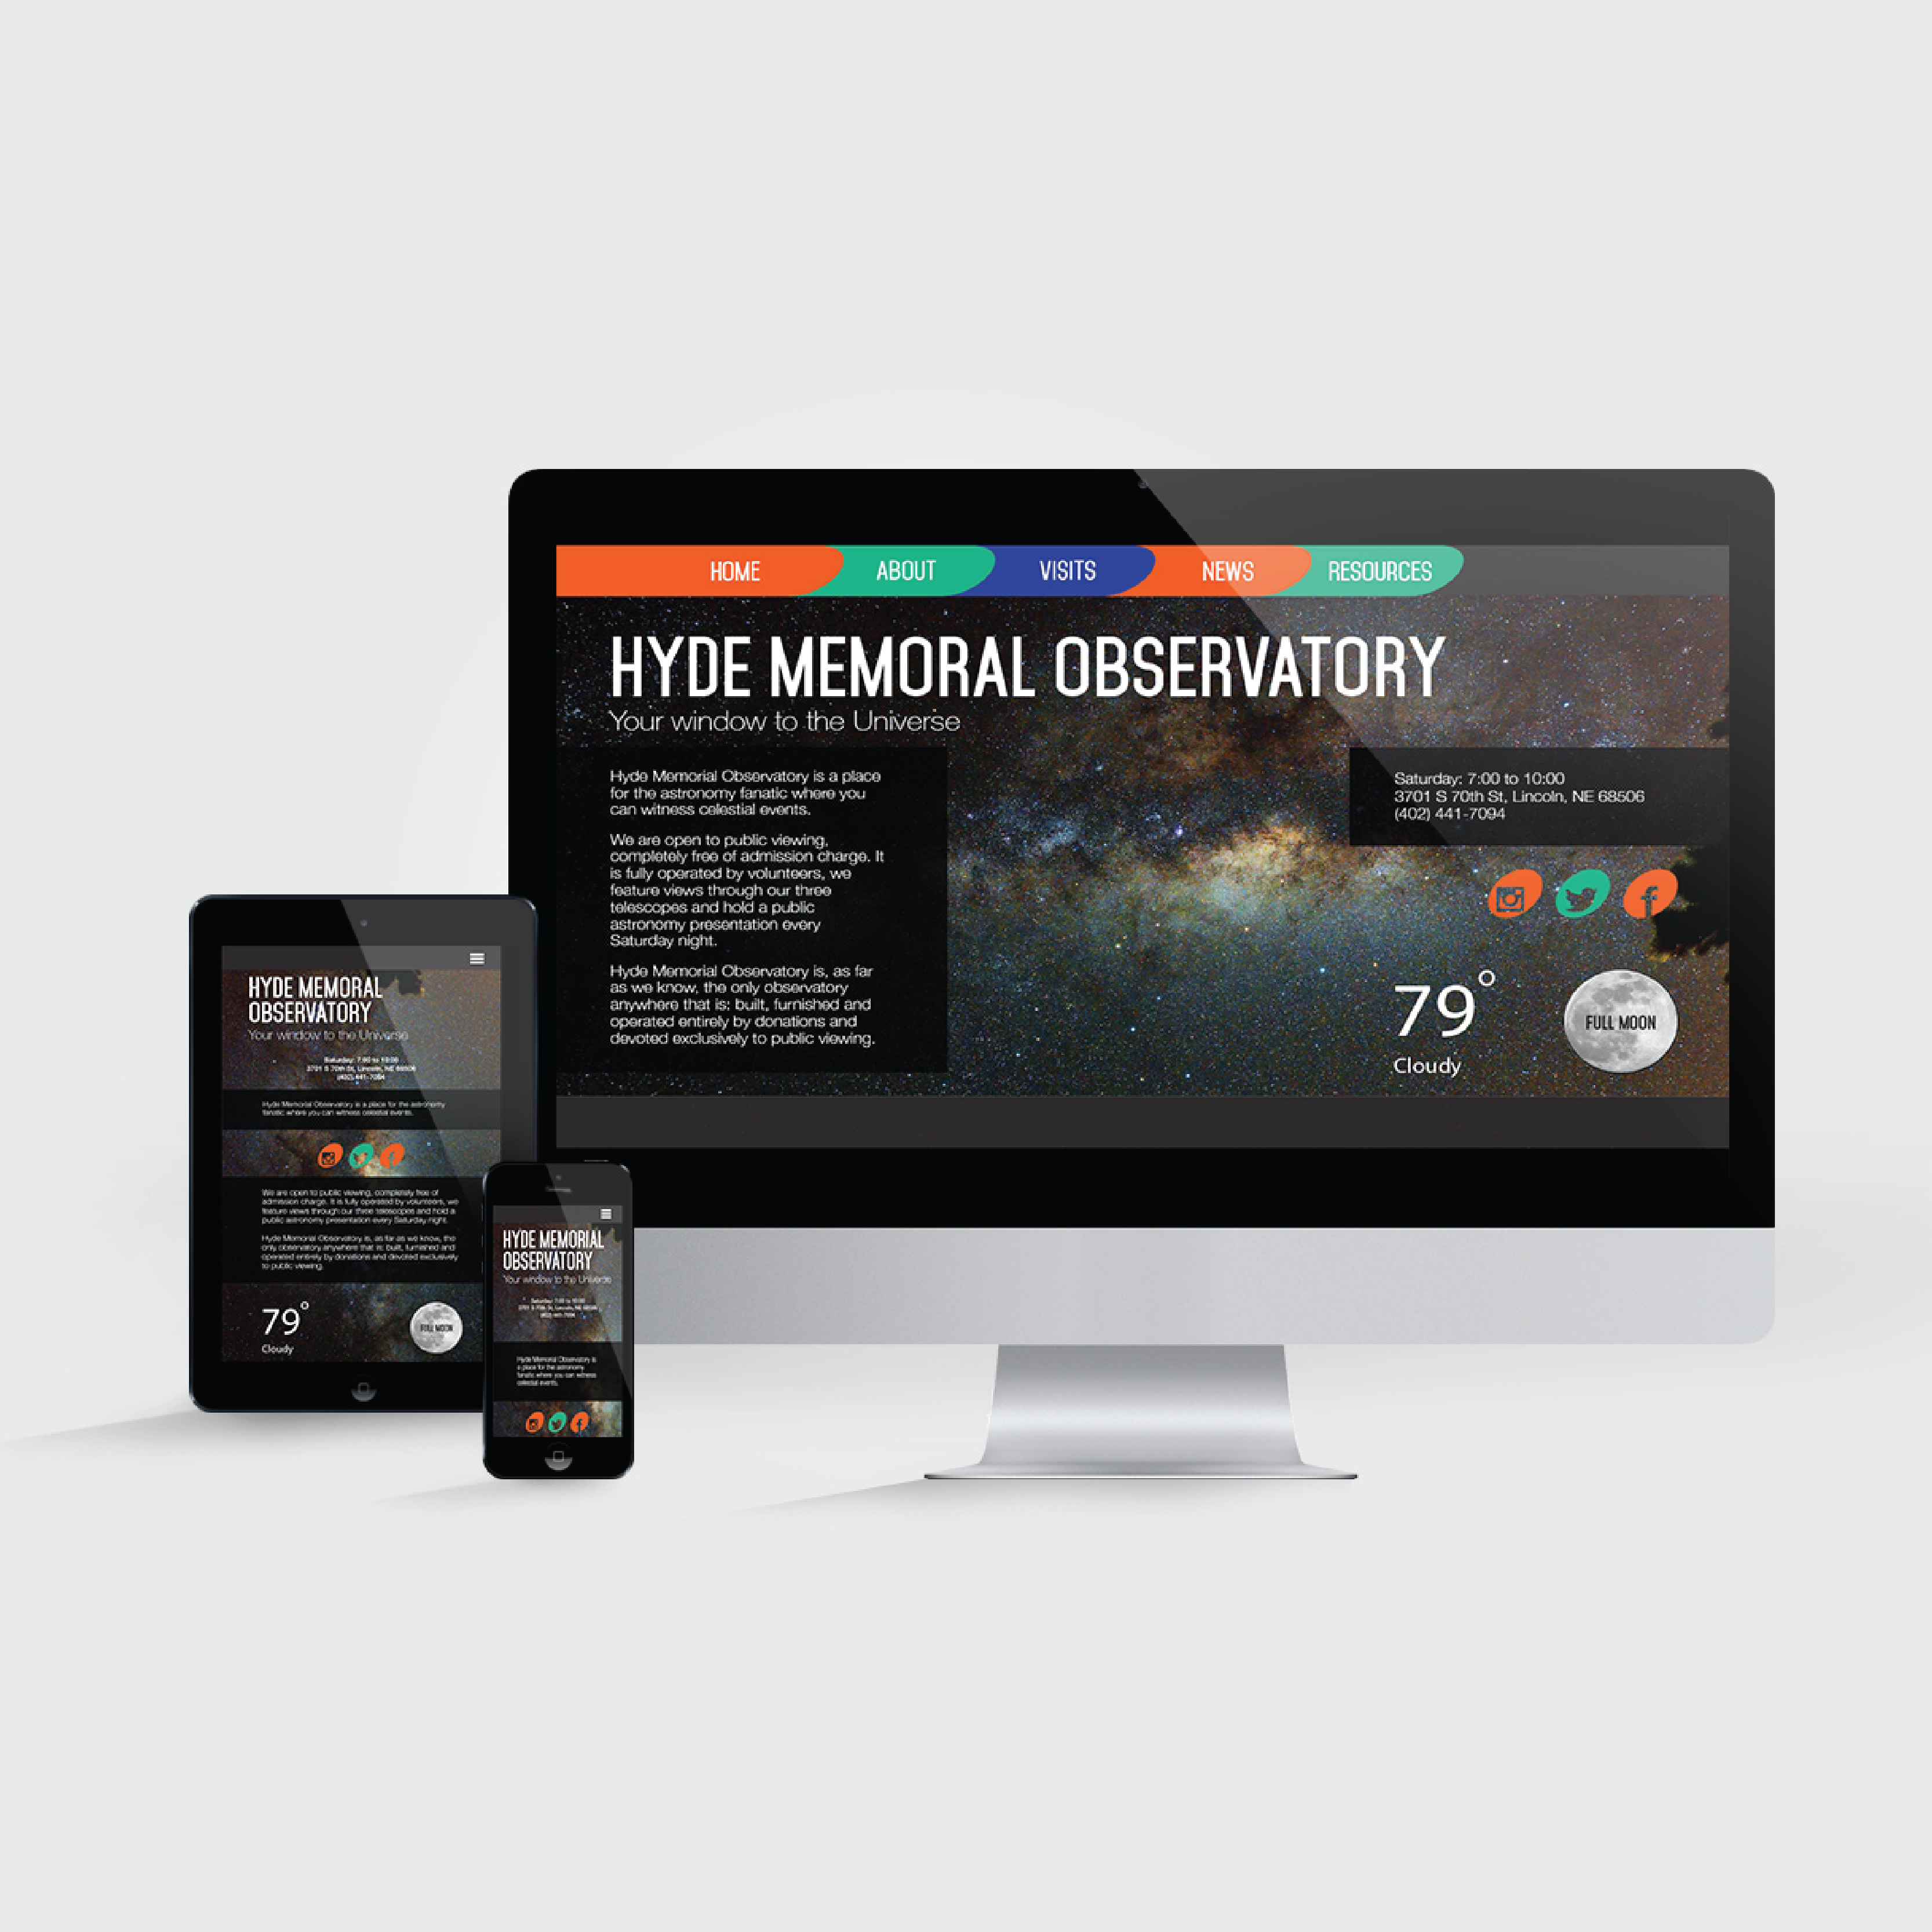 HOME ABOUT VISITS NEWS RESOURCES
HYDE MEMORAL OBSERVATORY
Your window to the Universe
Hyde Memorial Observatory is a place
for the astronomy fanatic where you
can witness celestial events.
We are open to public viewing,
completely free of admission charge. It
is fully operated by volunteers, we
feature views through our three
telescopes and hold a public
astronomy presentation every
Saturday night.
Hyde Memorial Observatory is, as far
as we know, the only observatory
anywhere that is: built, furnished and
operated entirely by donations and
devoted exclusively to public viewing.
Saturday: 7:00 to 10:00
3701 S 70th St, Lincoln, NE 68506
(402) 441-7094
79°
Cloudy
FULL MOON
HYDE MEMORAL
OBSERVATORY
Your window to the Universe
Saturday: 7:00 to 10:00
3701 S 70th St, Lincoln, NE 68506
(402) 441-7094
Hyde Memorial Observatory is a place for the astronomy
fanatic where you can witness celestial events.
We are open to public viewing, completely free of
admission charge. It is fully operated by volunteers, we
feature views through our three telescopes and hold a
public astronomy presentation every Saturday night.
Hyde Memorial Observatory is, as far as we know, the
only observatory anywhere that is: built, furnished and
operated entirely by donations and devoted exclusively
to public viewing.
79°
Cloudy
FULL MOON
HYDE MEMORIAL
OBSERVATORY
Your window to the Universe
Saturday: 7:00 to 10:00
3701 S 70th St, Lincoln, NE 68506
(402) 441-7094
Hyde Memorial Observatory is
a place for the astronomy
fanatic where you can witness
celestial events.